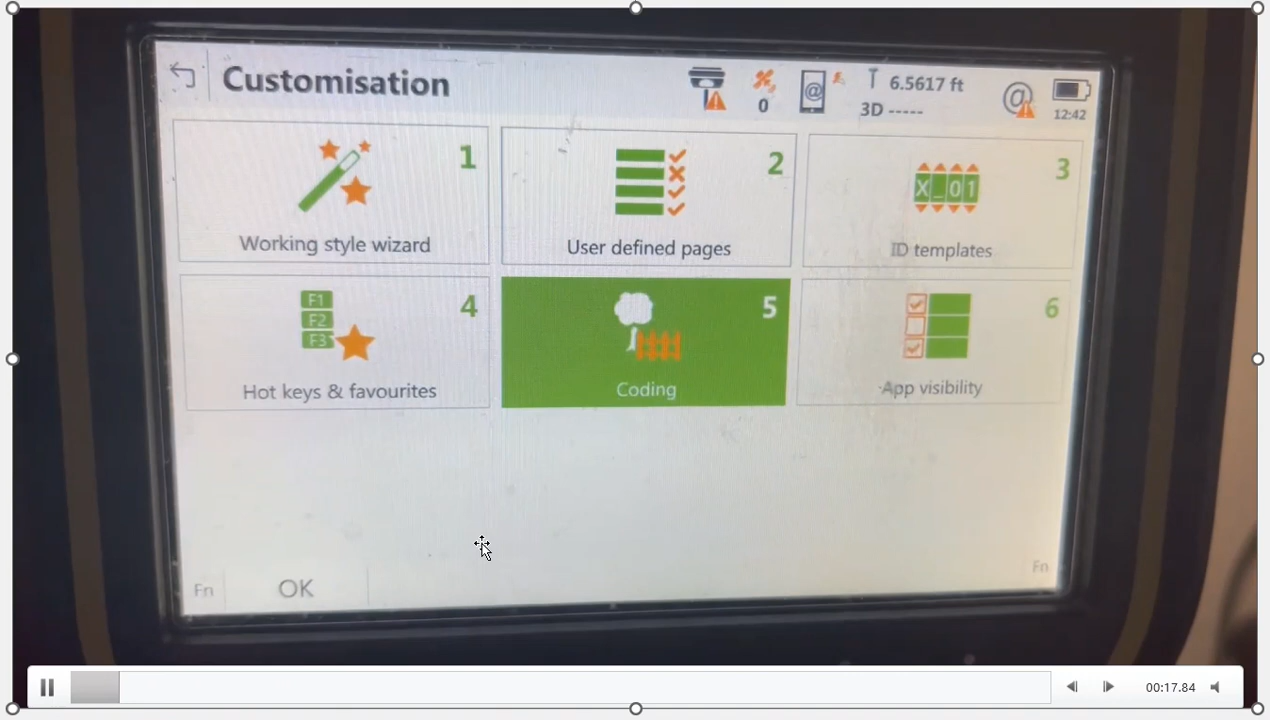 Customisation
0
@
6.5617 ft
3D -----
@
12:42
1
Working style wizard
2
User defined pages
X_01
3
ID templates
F1
F2
F3
4
Hot keys & favourites
5
Coding
6
App visibility
Fn
OK
Fn
00:17.84